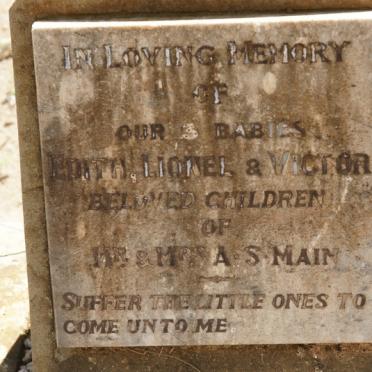 IN LOVING MEMORY
OF
OUR 3 BABIES
EDITH, LIONEL & VICTOR
BELOVED CHILDREN
OF
MR & MRS A. S. MAIN
SUFFER THE LITTLE ONES TO
COME UNTO ME